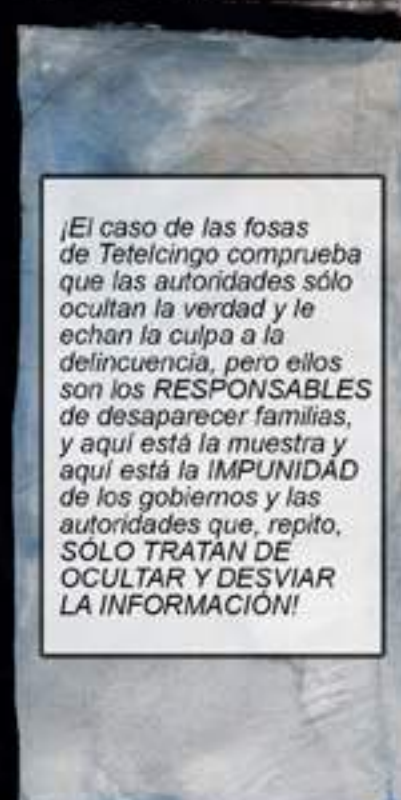 ¡El caso de las fosas
de Tetelcingo comprueba
que las autoridades sólo
ocultan la verdad y le
echan la culpa a la
delincuencia, pero ellos
son los RESPONSABLES
de desaparecer familias,
y aquí está la muestra y
aquí está la IMPUNIDAD
de los gobiernos y las
autoridades que, repito,
SÓLO TRATAN DE
OCULTAR Y DESVIAR
LA INFORMACIÓN!